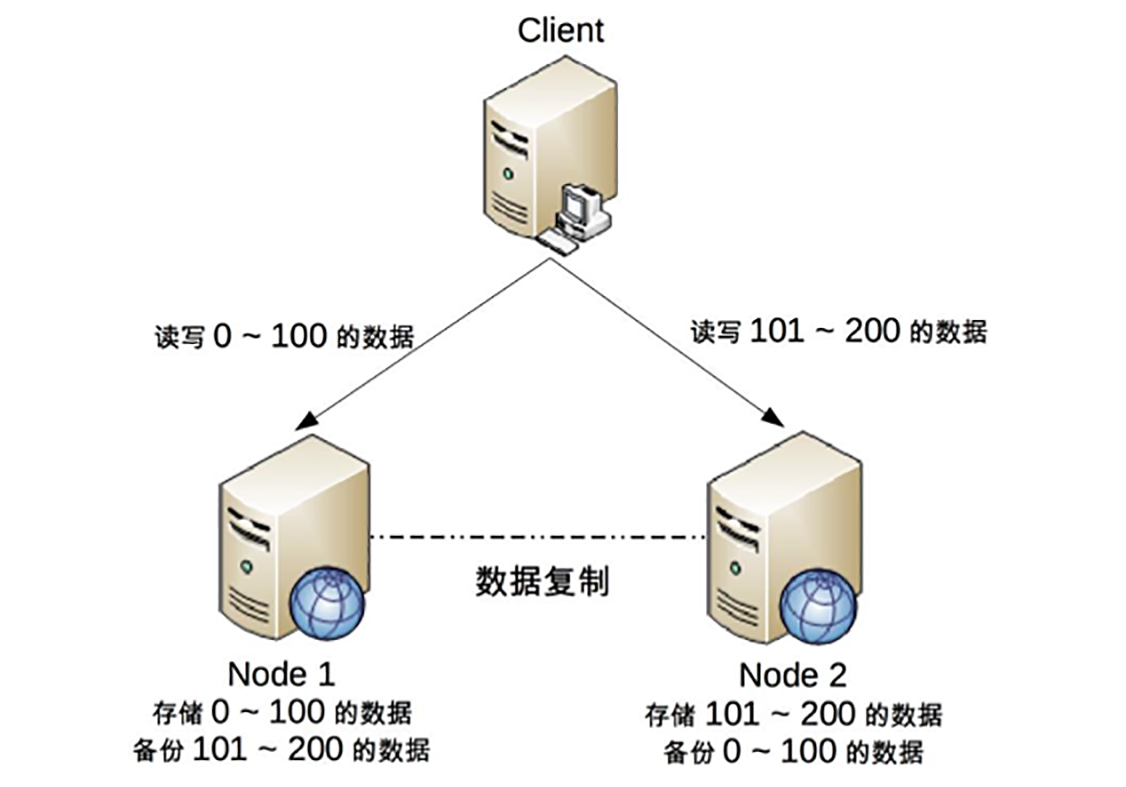 Client
读写 0 ~ 100 的数据
读写 101 ~ 200 的数据
数据复制
Node 1
存储 0 ~ 100 的数据
备份 101 ~ 200 的数据
Node 2
存储 101 ~ 200 的数据
备份 0 ~ 100 的数据